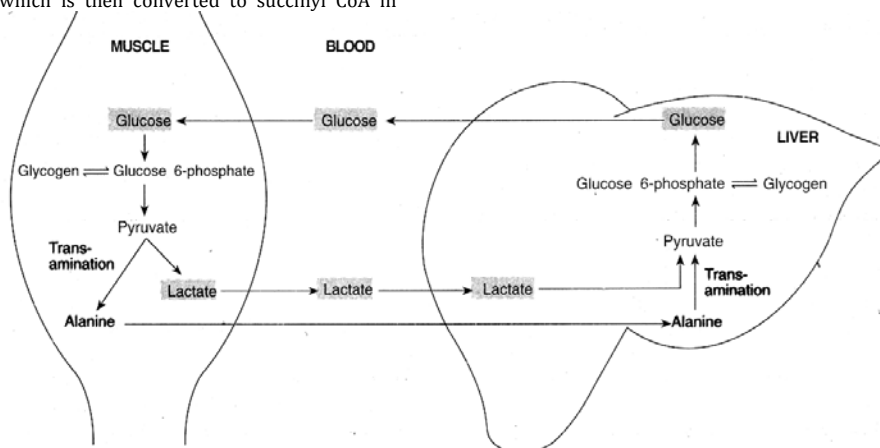 which is then converted to succinyl CoA in
MUSCLE BLOOD
Glucose Glucose Glucose
LIVER
Glycogen ⇌ Glucose 6-phosphate
Glucose 6-phosphate ⇌ Glycogen
Pyruvate
Pyruvate
Trans-
amination
Trans-
amination
Lactate Lactate Lactate
Alanine Alanine